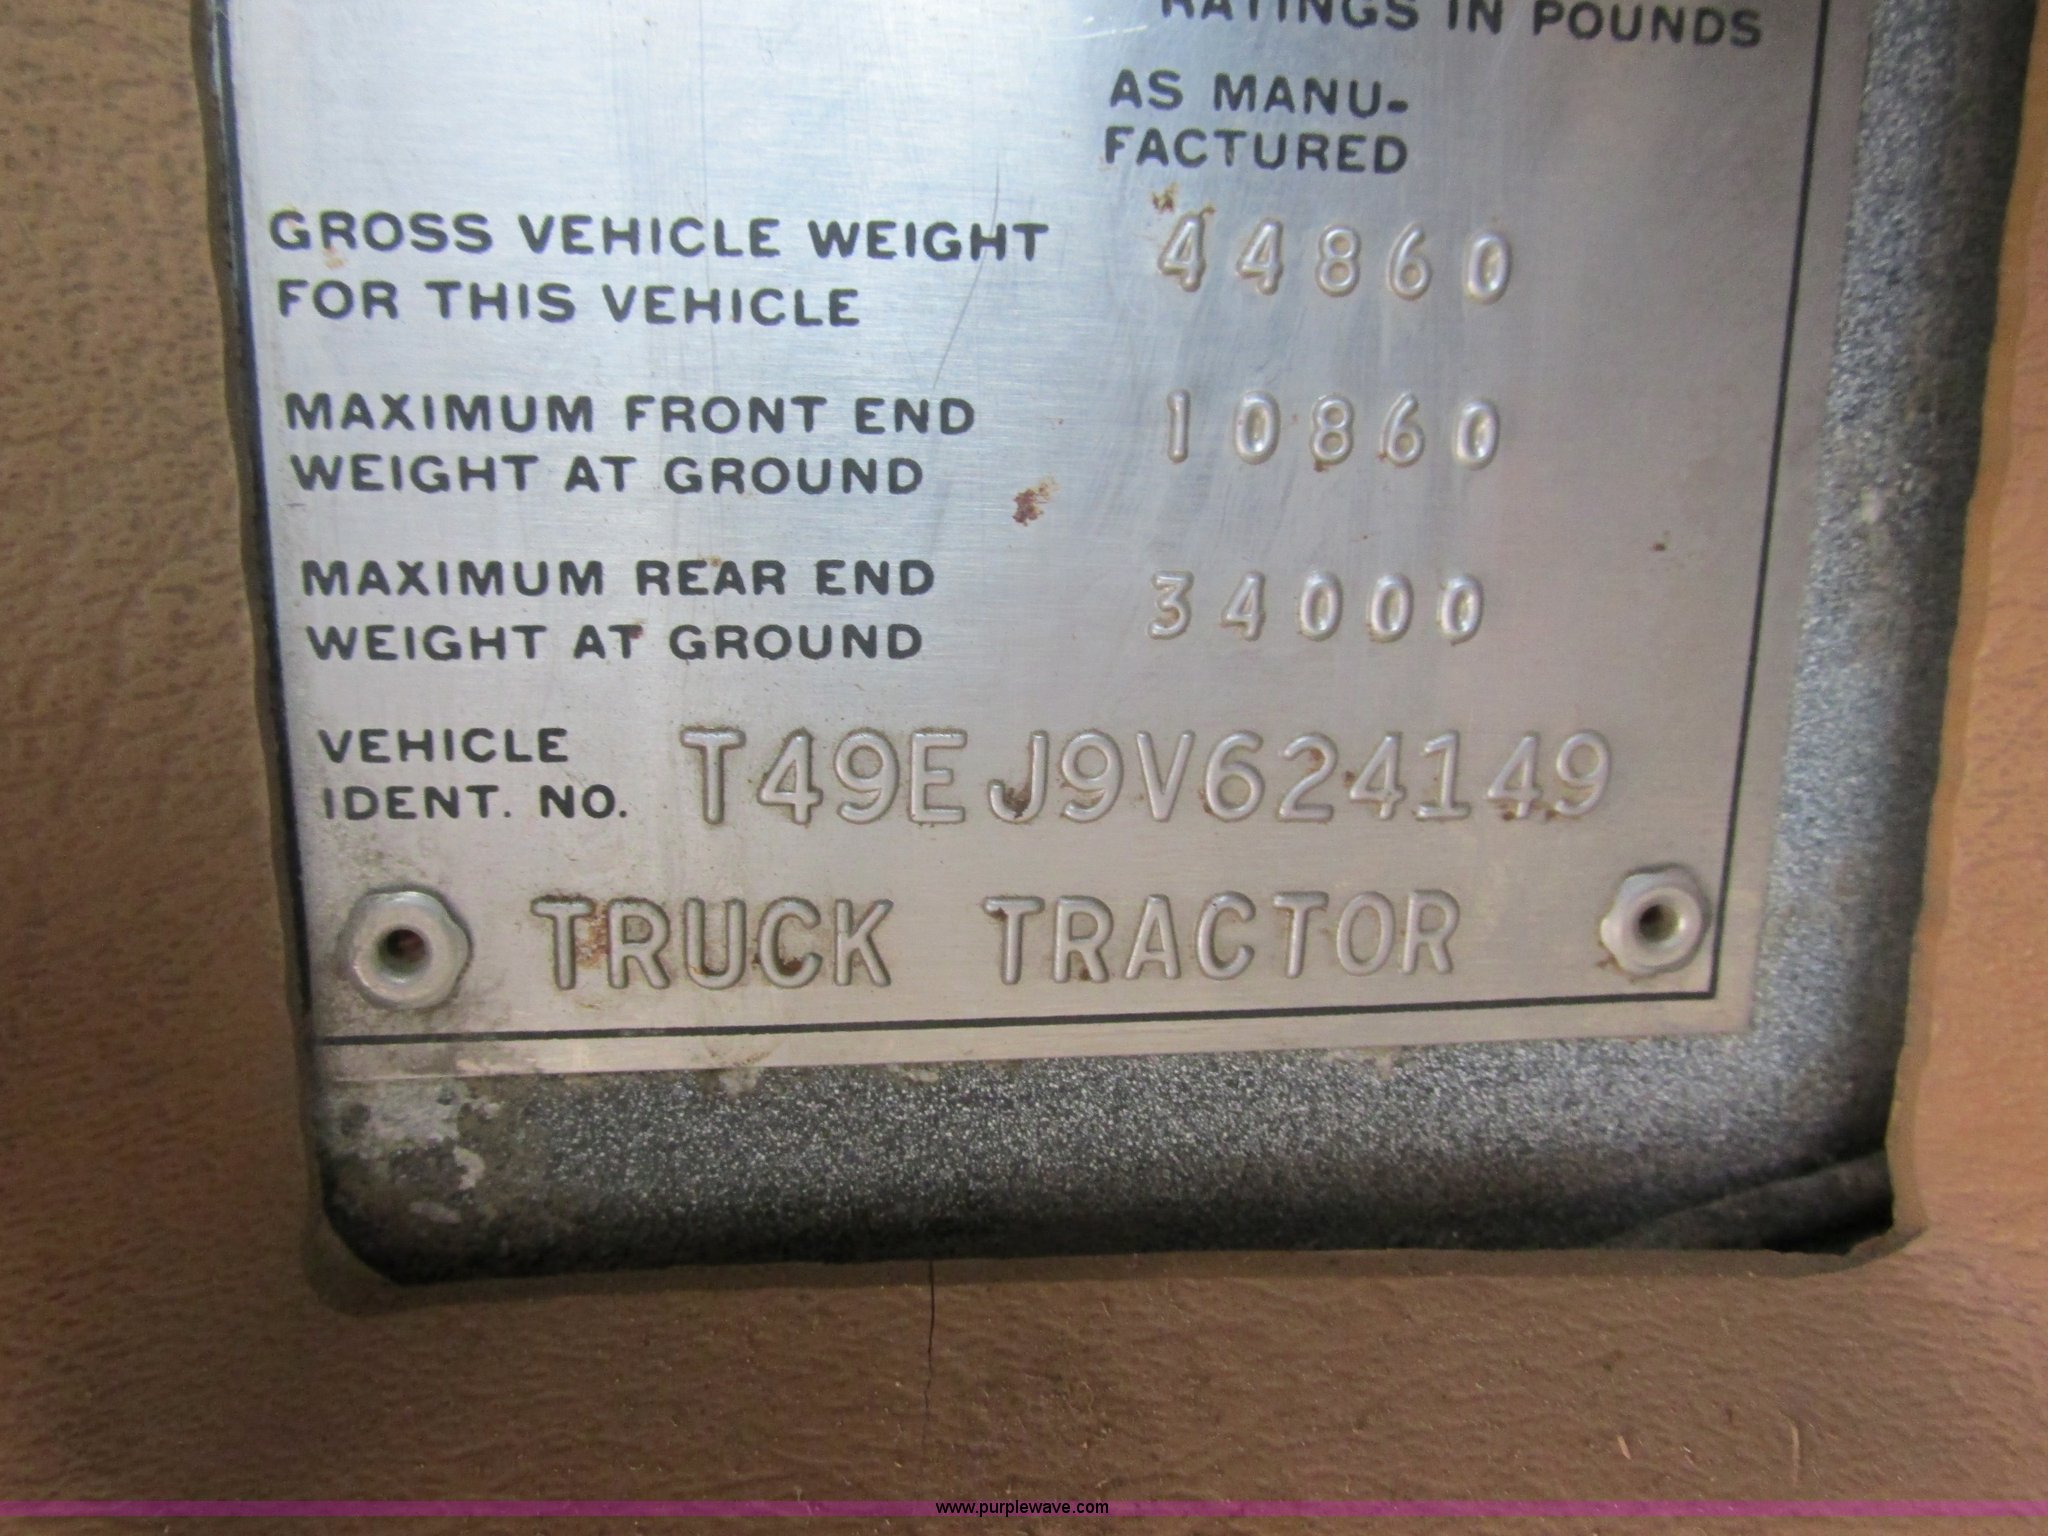 RATINGS IN POUNDS
AS MANU-
FACTURED
GROSS VEHICLE WEIGHT 44860
FOR THIS VEHICLE
MAXIMUM FRONT END 10860
WEIGHT AT GROUND
MAXIMUM REAR END 34000
WEIGHT AT GROUND
VEHICLE
IDENT. NO. T49EJ9V624149
TRUCK TRACTOR
www.purplewave.com